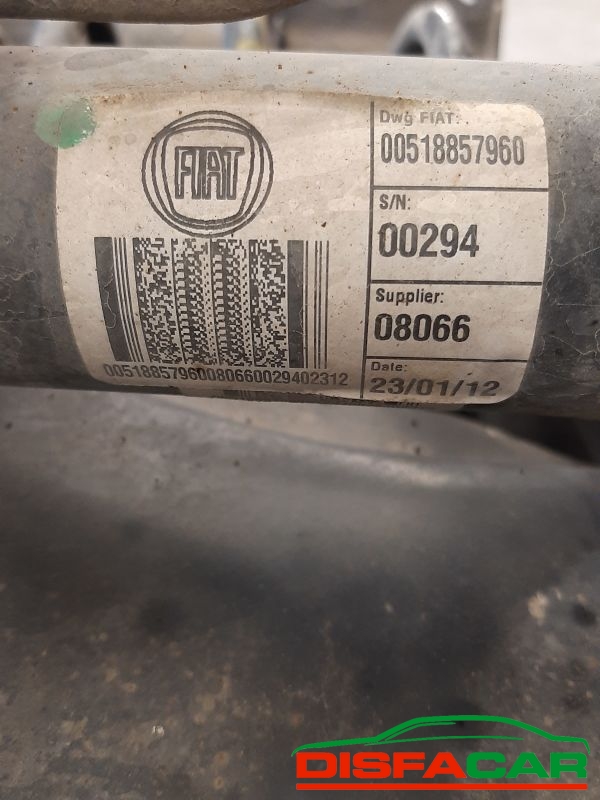 FIAT
Dwg FIAT:
00518857960
S/N:
00294
Supplier:
08066
Date:
23/01/12
00518857960080660029402312
DISFACAR